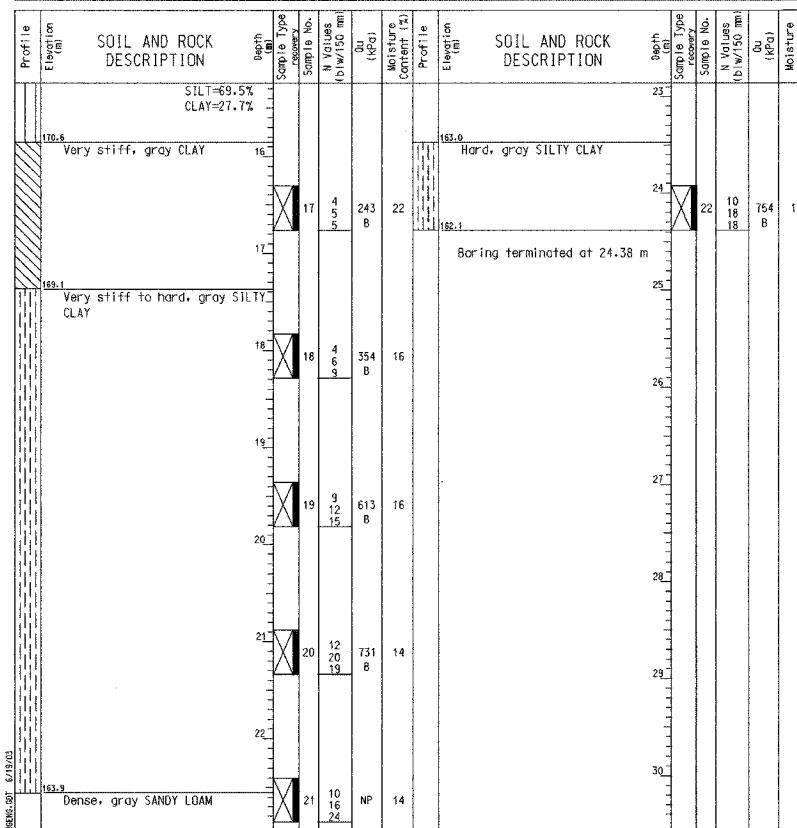 Profile
Elevation (m)
SOIL AND ROCK
DESCRIPTION
Depth (m)
Sample Type
recovery
Sample No.
N Values
(blw/150 mm)
Qu
(kPa)
Moisture
Content (%)
SILT=69.5%
CLAY=27.7%
170.6
Very stiff, gray CLAY
16
17
4
5
5
243
B
22
17
169.1
Very stiff to hard, gray SILTY
CLAY
18
18
4
6
9
354
B
16
19
19
9
12
15
613
B
16
20
21
20
12
20
19
731
B
14
22
163.9
Dense, gray SANDY LOAM
21
10
16
24
NP
14
6/19/03
Profile
Elevation (m)
SOIL AND ROCK
DESCRIPTION
Depth (m)
Sample Type
recovery
Sample No.
N Values
(blw/150 mm)
Qu
(kPa)
Moisture
23
163.0
Hard, gray SILTY CLAY
24
22
10
18
18
754
B
1
162.1
Boring terminated at 24.38 m
25
26
27
28
29
30